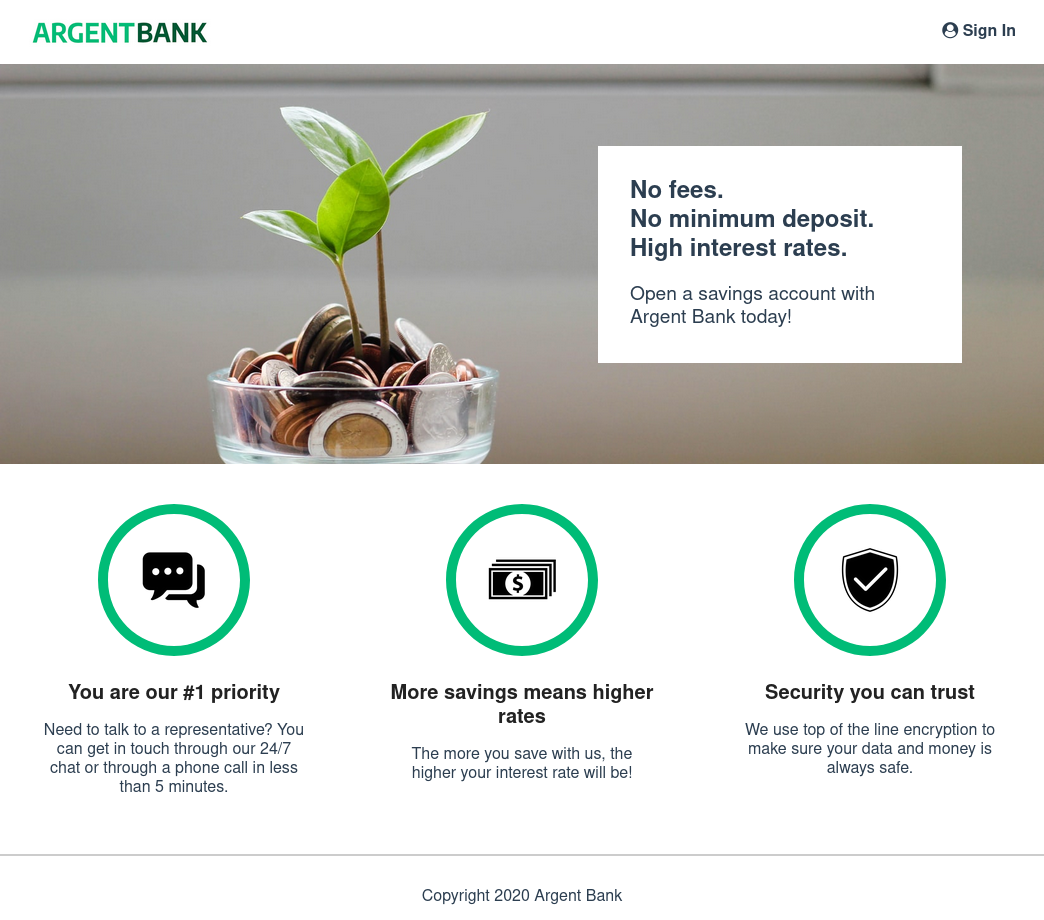 ARGENTBANK
Sign In
No fees.
No minimum deposit.
High interest rates.
Open a savings account with
Argent Bank today!
You are our #1 priority
Need to talk to a representative? You
can get in touch through our 24/7
chat or through a phone call in less
than 5 minutes.
More savings means higher
rates
The more you save with us, the
higher your interest rate will be!
Security you can trust
We use top of the line encryption to
make sure your data and money is
always safe.
Copyright 2020 Argent Bank